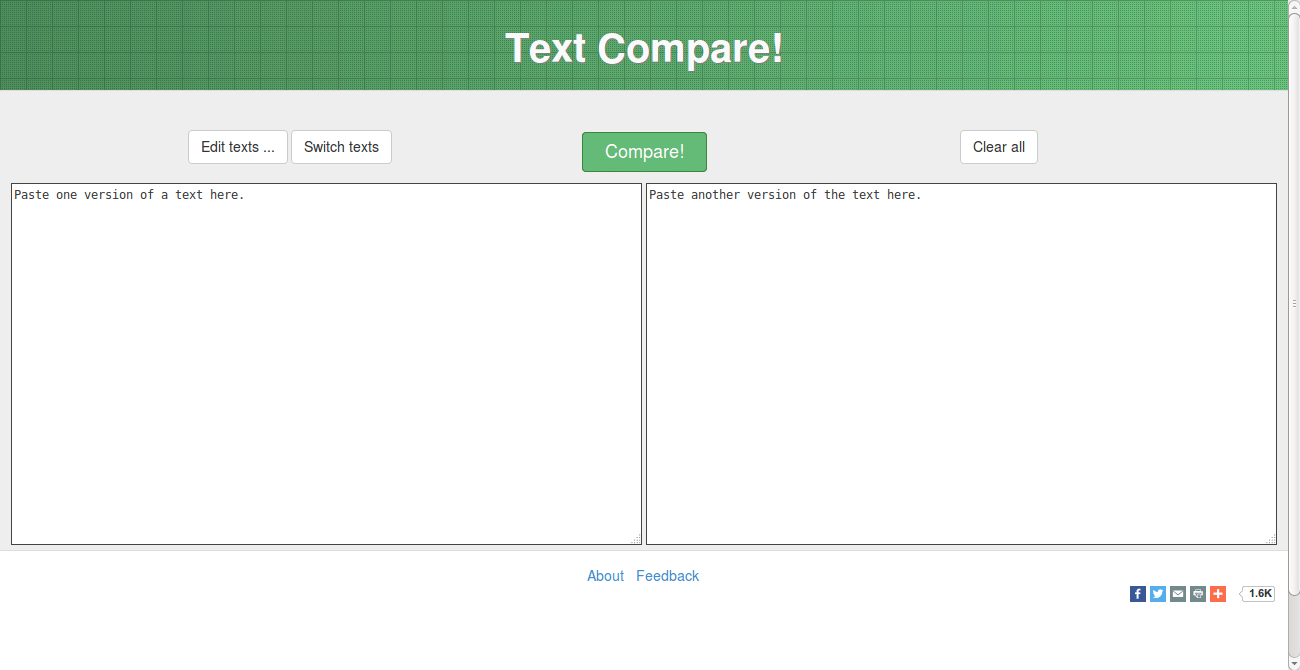 Text Compare!
Edit texts ... Switch texts Compare! Clear all
Paste one version of a text here.
Paste another version of the text here.
About Feedback
1.6K